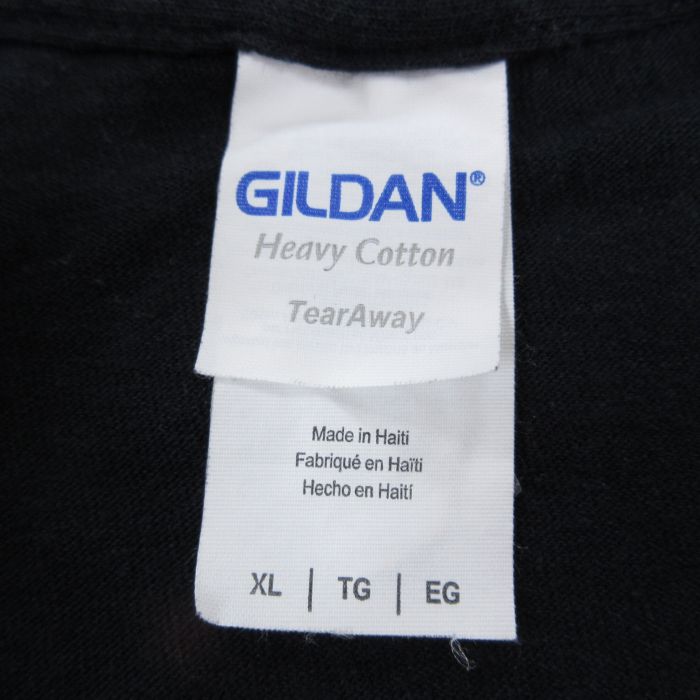 GILDAN®
Heavy Cotton
TearAway
Made in Haiti
Fabriqué en Haïti
Hecho en Haití
XL | TG | EG